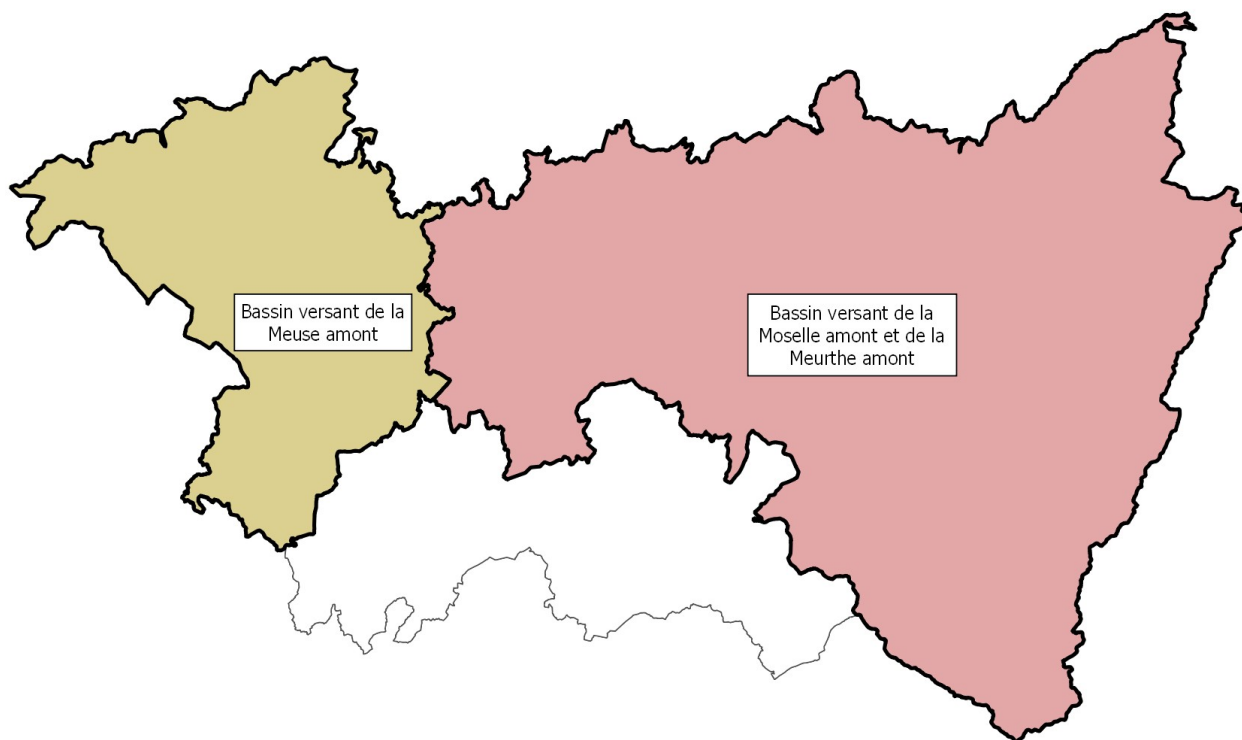 Bassin versant de la
Meuse amont
Bassin versant de la
Moselle amont et de la
Meurthe amont